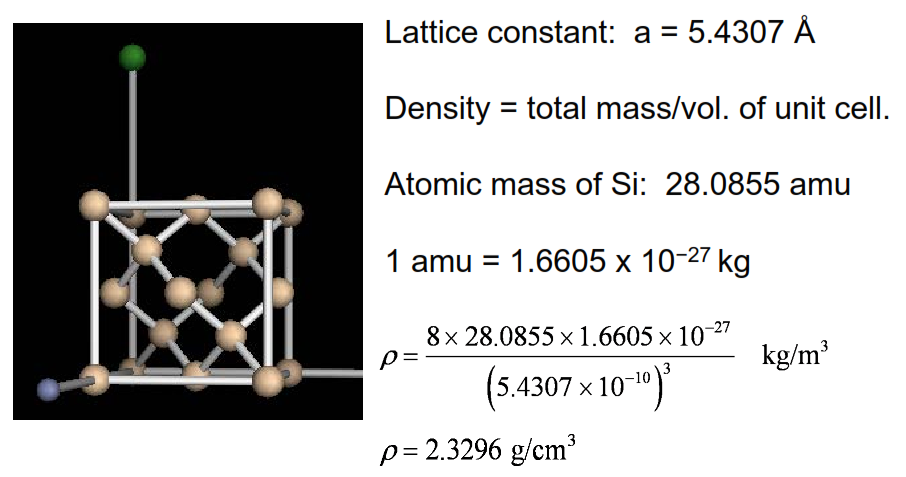 Lattice constant:  a = 5.4307 Å
Density = total mass/vol. of unit cell.
Atomic mass of Si:  28.0855 amu
1 amu = 1.6605 x 10⁻²⁷ kg
ρ = (8 × 28.0855 × 1.6605 × 10⁻²⁷) / (5.4307 × 10⁻¹⁰)³  kg/m³
ρ = 2.3296 g/cm³